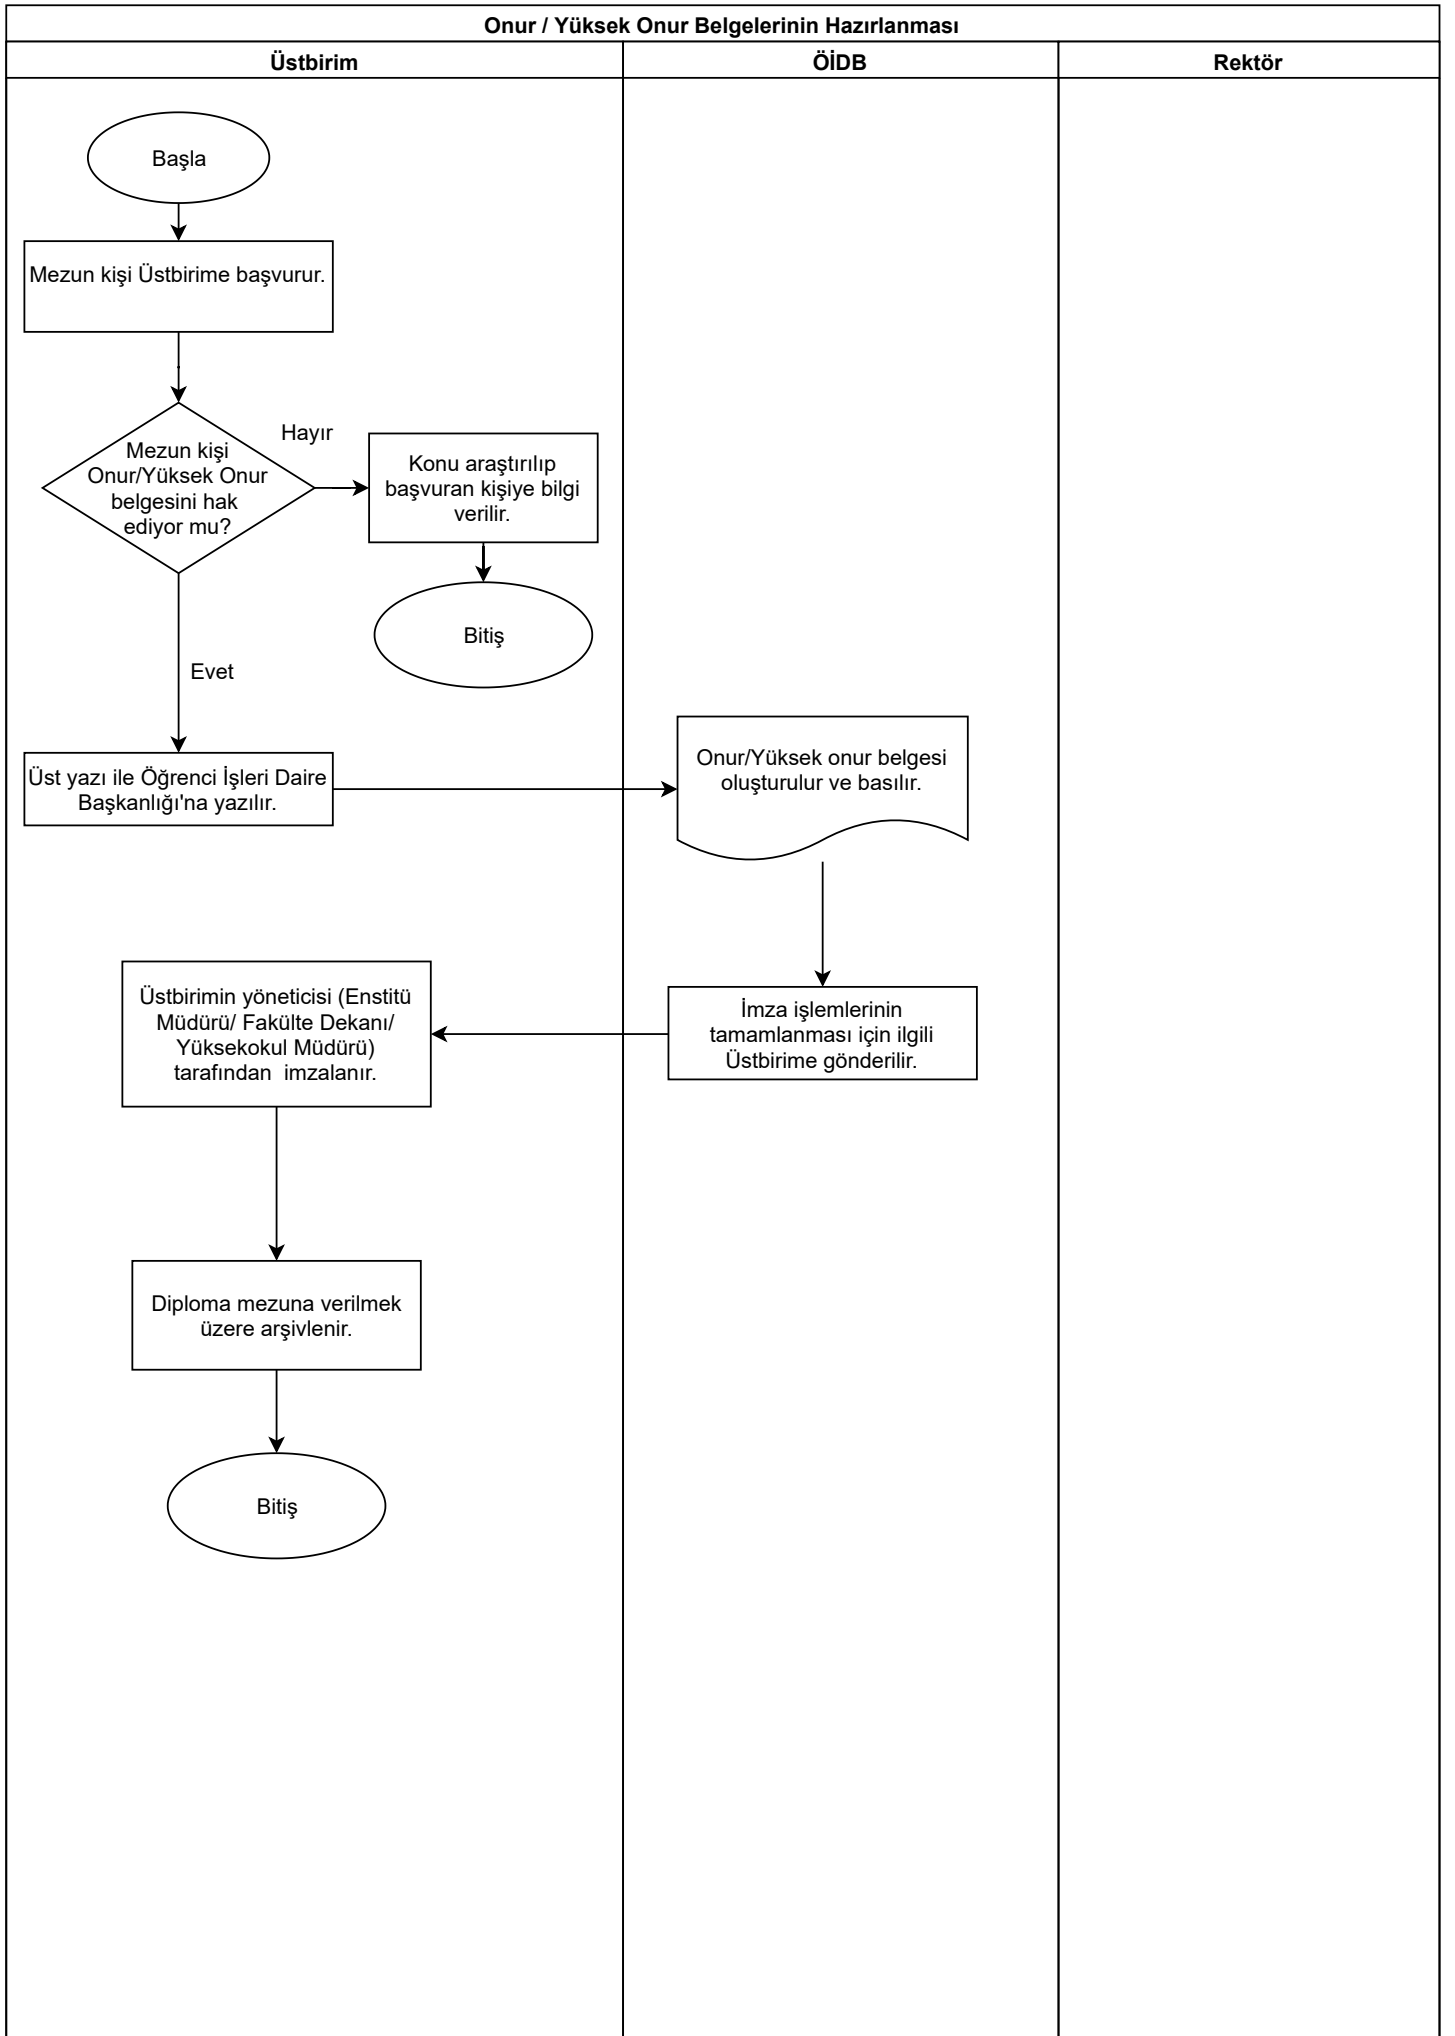 Onur / Yüksek Onur Belgelerinin Hazırlanması
Üstbirim
ÖİDB
Rektör
Başla
Mezun kişi Üstbirime başvurur.
Mezun kişi
Onur/Yüksek Onur
belgesini hak
ediyor mu?
Hayır
Konu araştırılıp
başvuran kişiye bilgi
verilir.
Bitiş
Evet
Üst yazı ile Öğrenci İşleri Daire
Başkanlığı'na yazılır.
Onur/Yüksek onur belgesi
oluşturulur ve basılır.
İmza işlemlerinin
tamamlanması için ilgili
Üstbirime gönderilir.
Üstbirimin yöneticisi (Enstitü
Müdürü/ Fakülte Dekanı/
Yüksekokul Müdürü)
tarafından  imzalanır.
Diploma mezuna verilmek
üzere arşivlenir.
Bitiş